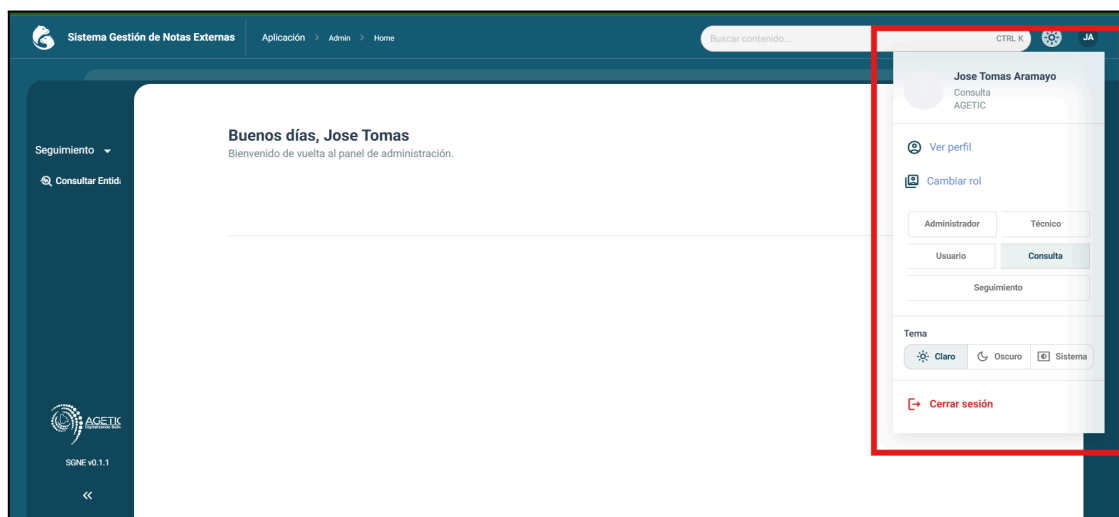 Sistema Gestión de Notas Externas
Aplicación > Admin > Home
Buscar contenido...
CTRL K
JA
Jose Tomas Aramayo
Consulta
AGETIC
Seguimiento
Consultar Entida
Buenos días, Jose Tomas
Bienvenido de vuelta al panel de administración.
Ver perfil
Cambiar rol
Administrador
Técnico
Usuario
Consulta
Seguimiento
Tema
Claro
Oscuro
Sistema
Cerrar sesión
AGETIC
SGNE v0.1.1